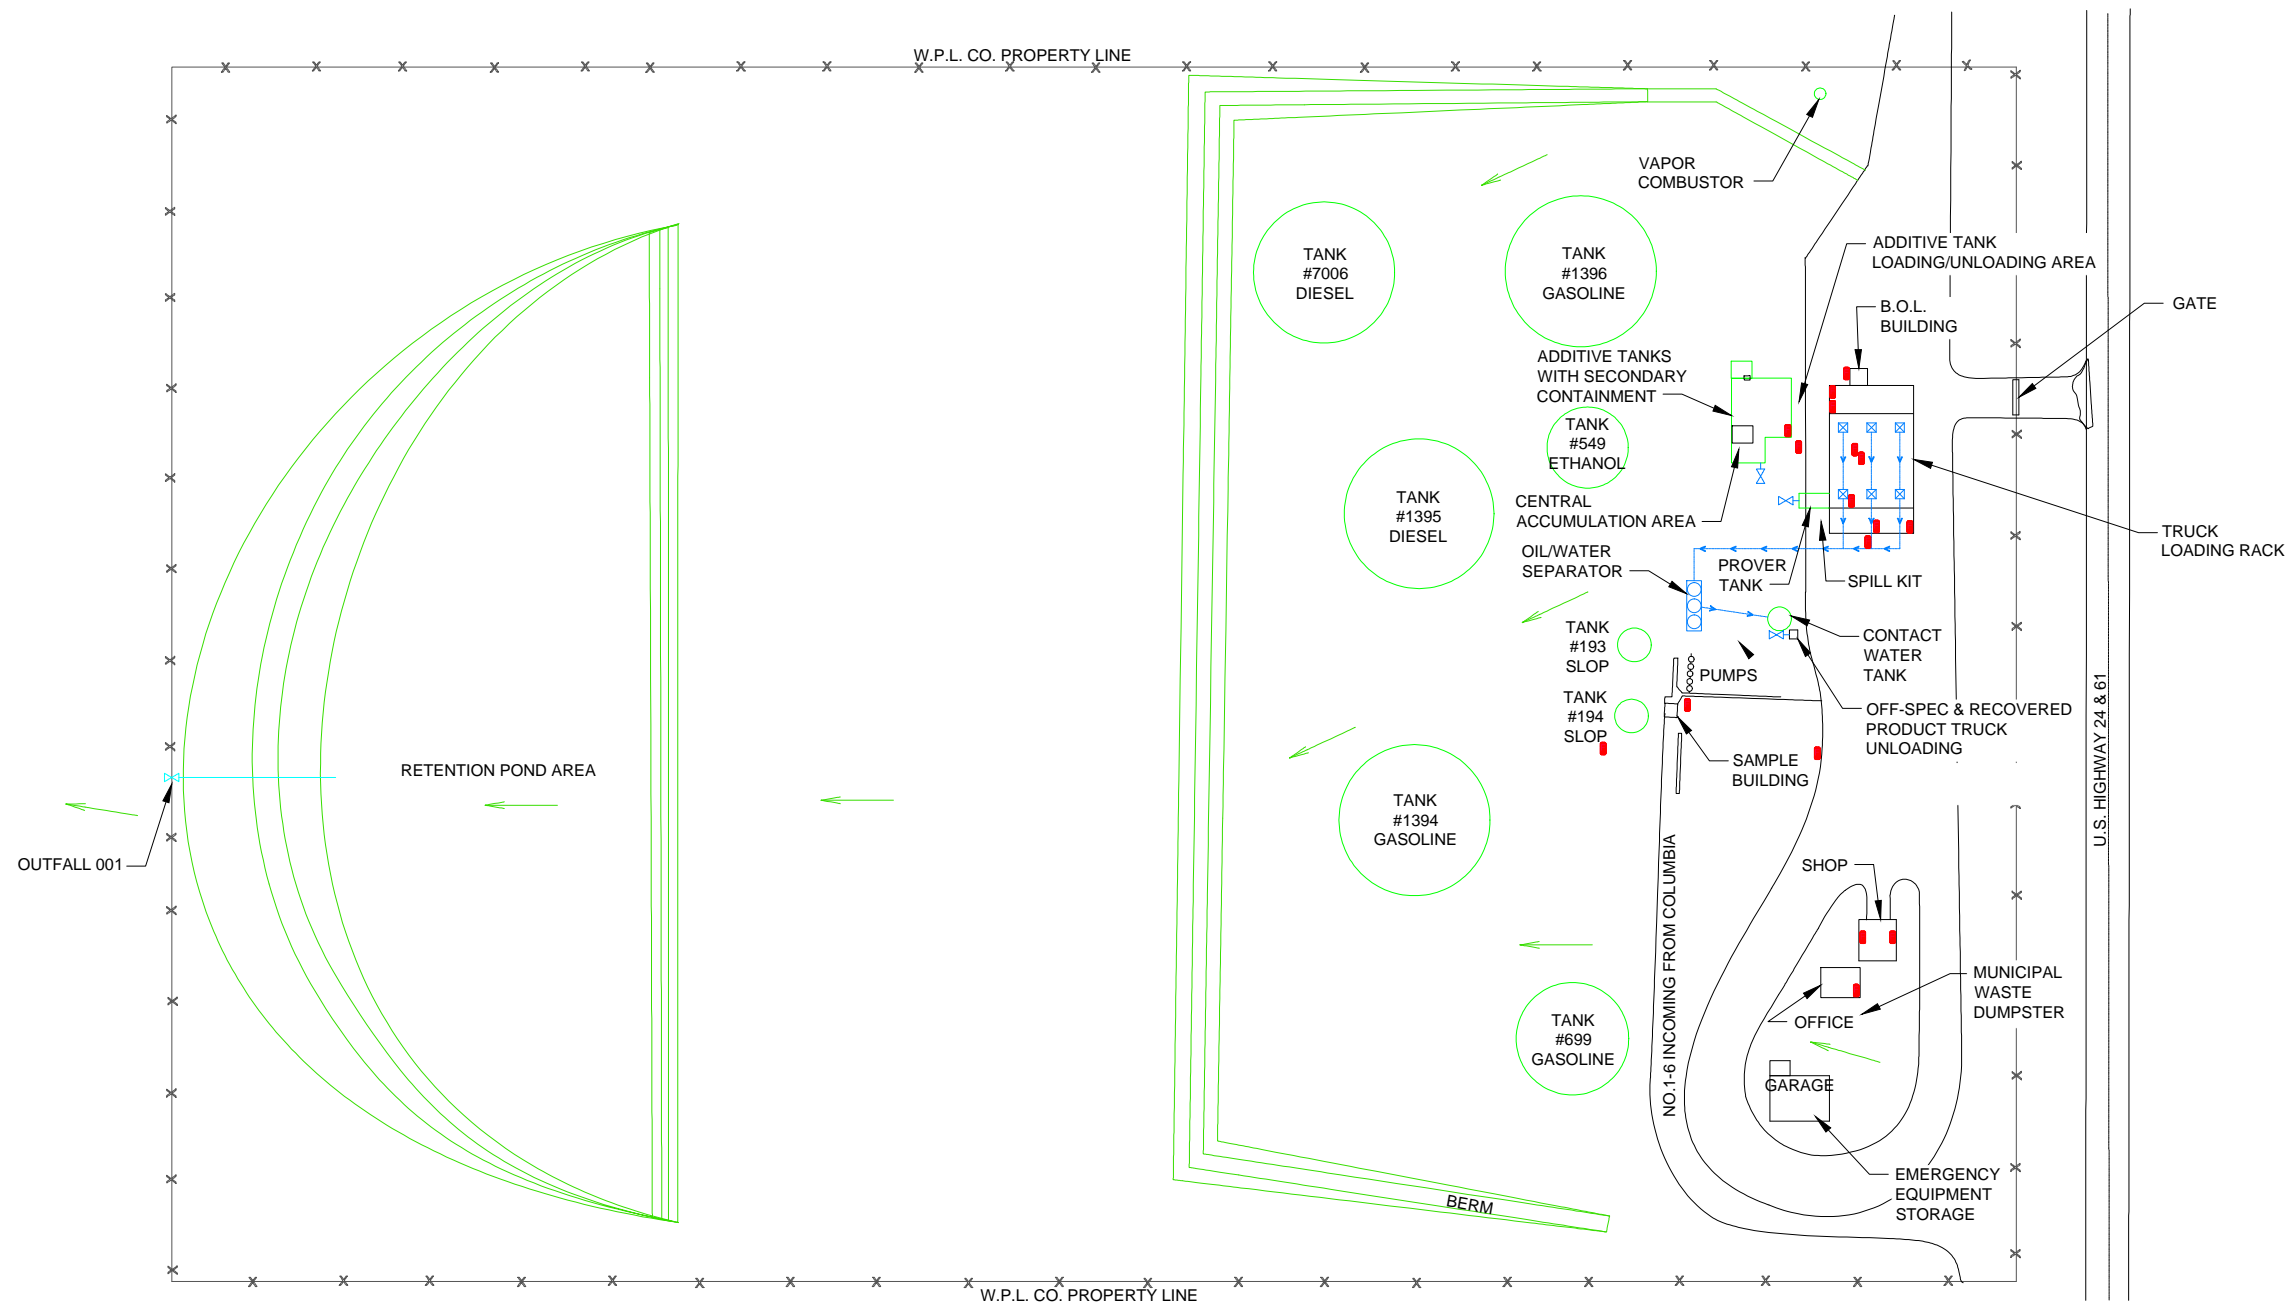 W.P.L. CO. PROPERTY LINE
VAPOR
COMBUSTOR
TANK
#7006
DIESEL
TANK
#1396
GASOLINE
ADDITIVE TANK
LOADING/UNLOADING AREA
B.O.L.
BUILDING
GATE
ADDITIVE TANKS
WITH SECONDARY
CONTAINMENT
TANK
#549
ETHANOL
TANK
#1395
DIESEL
CENTRAL
ACCUMULATION AREA
OIL/WATER
SEPARATOR
PROVER
TANK
SPILL KIT
TRUCK
LOADING RACK
TANK
#193
SLOP
CONTACT
WATER
TANK
PUMPS
TANK
#194
SLOP
OFF-SPEC & RECOVERED
PRODUCT TRUCK
UNLOADING
SAMPLE
BUILDING
U.S. HIGHWAY 24 & 61
RETENTION POND AREA
TANK
#1394
GASOLINE
OUTFALL 001
NO.1-6 INCOMING FROM COLUMBIA
SHOP
MUNICIPAL
WASTE
DUMPSTER
OFFICE
TANK
#699
GASOLINE
GARAGE
EMERGENCY
EQUIPMENT
STORAGE
BERM
W.P.L. CO. PROPERTY LINE